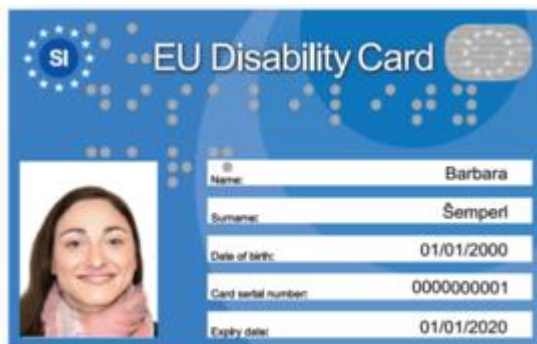 SI
EU Disability Card
Name: Barbara
Surname: Šemperl
Date of birth: 01/01/2000
Card serial number: 0000000001
Expiry date: 01/01/2020